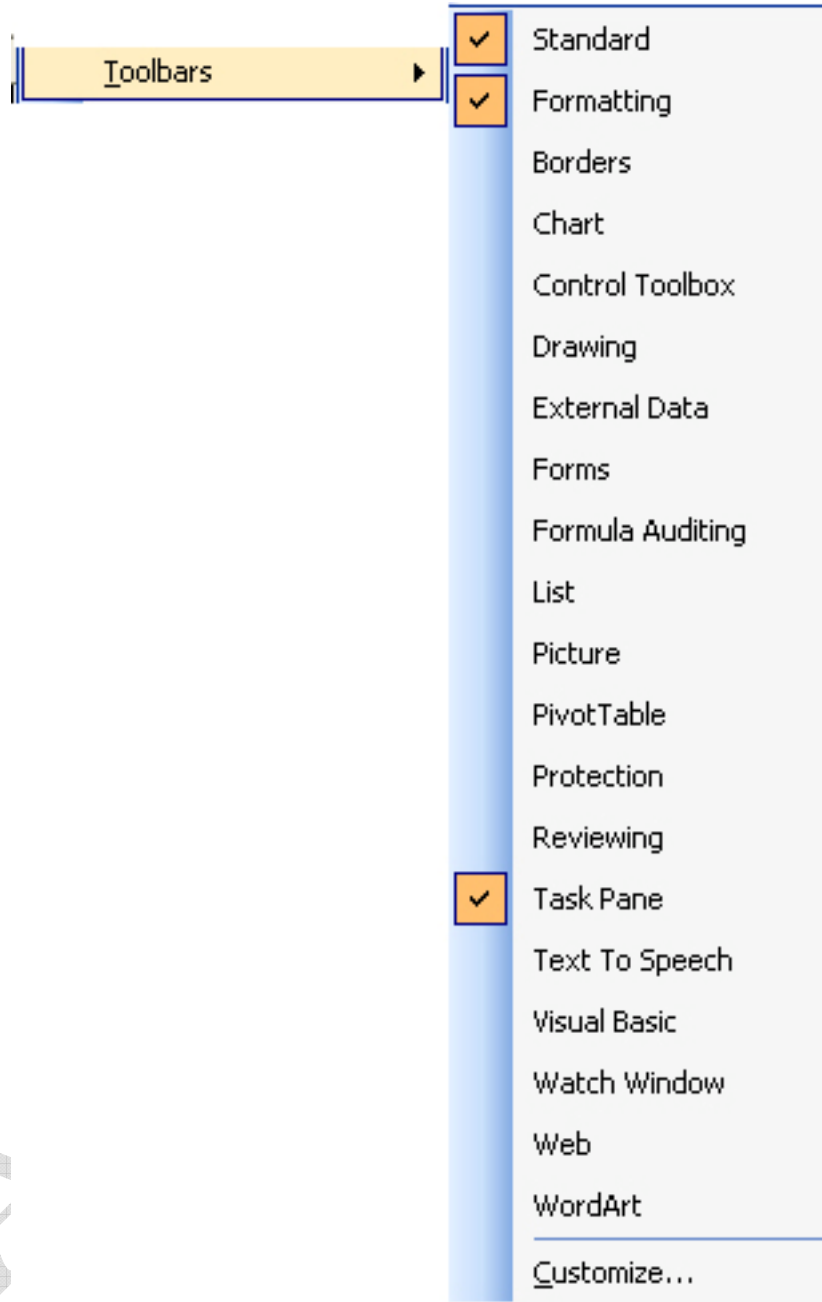 Toolbars
Standard
Formatting
Borders
Chart
Control Toolbox
Drawing
External Data
Forms
Formula Auditing
List
Picture
PivotTable
Protection
Reviewing
Task Pane
Text To Speech
Visual Basic
Watch Window
Web
WordArt
Customize...